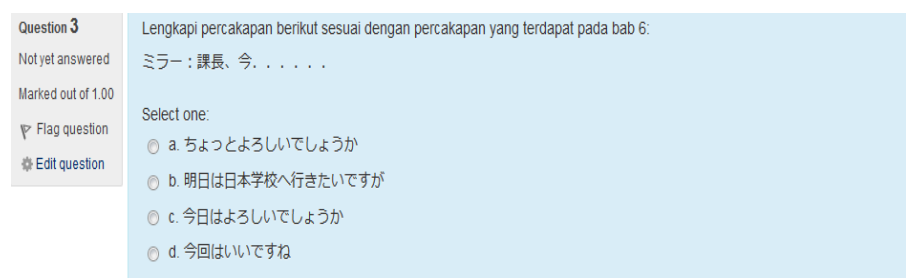 Question 3
Not yet answered
Marked out of 1.00
Flag question
Edit question
Lengkapi percakapan berikut sesuai dengan percakapan yang terdapat pada bab 6:
ミラー：課長、今．．．．．．
Select one:
a. ちょっとよろしいでしょうか
b. 明日は日本学校へ行きたいですが
c. 今日はよろしいでしょうか
d. 今回はいいですね